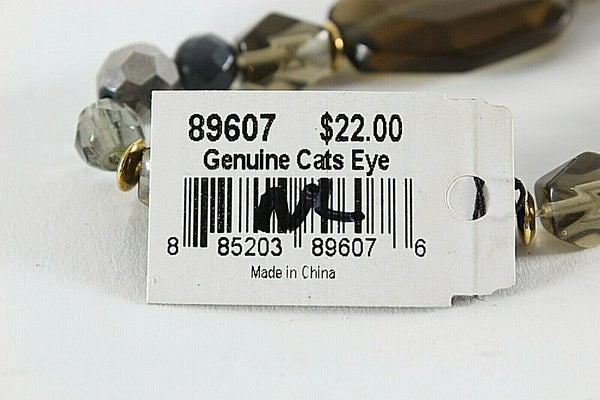 89607 $22.00
Genuine Cats Eye
8 85203 89607 6
Made in China